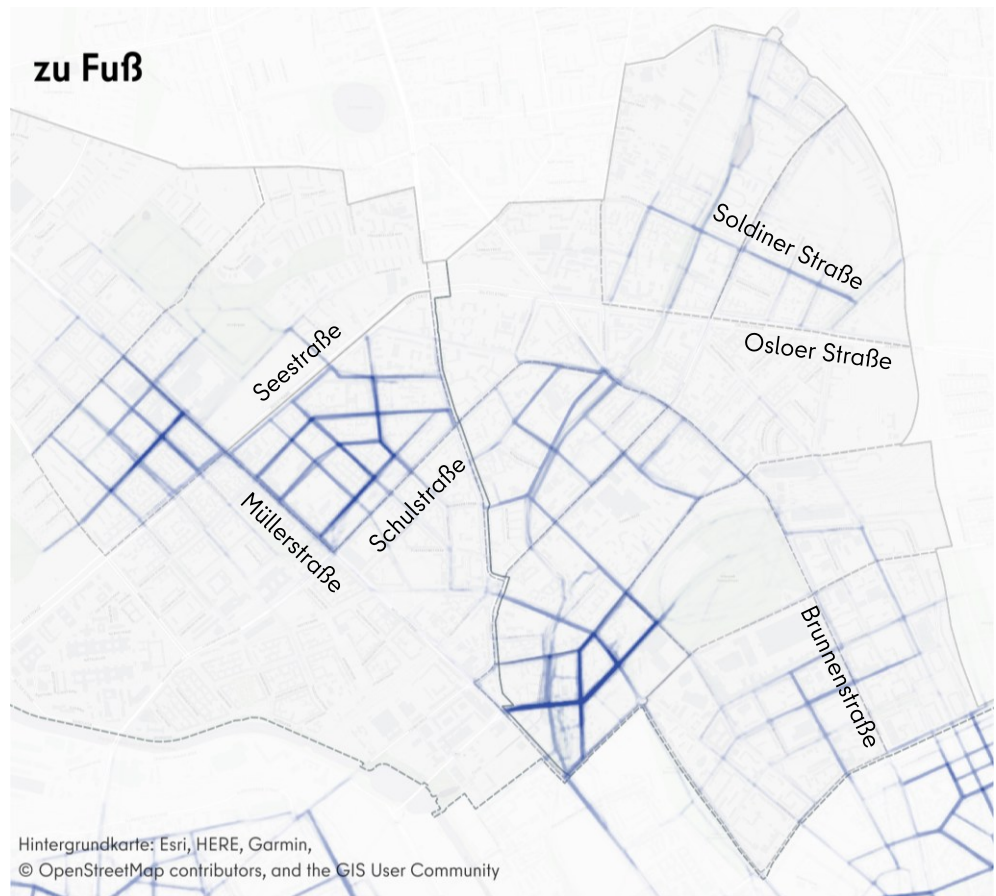 zu Fuß
Soldiner Straße
Osloer Straße
Seestraße
Schulstraße
Müllerstraße
Brunnenstraße
Hintergrundkarte: Esri, HERE, Garmin,
© OpenStreetMap contributors, and the GIS User Community